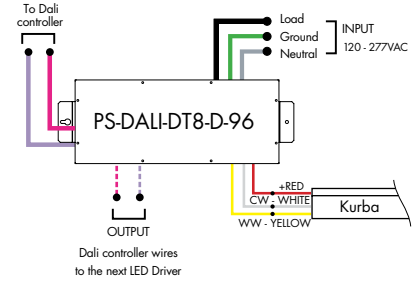 To Dali
controller
Load
Ground
Neutral
INPUT
120 - 277VAC
PS-DALI-DT8-D-96
+RED
CW - WHITE
WW - YELLOW
Kurba
OUTPUT
Dali controller wires
to the next LED Driver